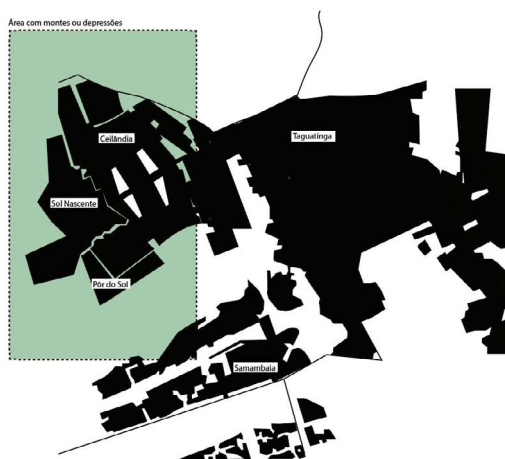 Área com montes ou depressões
Ceilândia
Taguatinga
Sol Nascente
Pôr do Sol
Samambaia